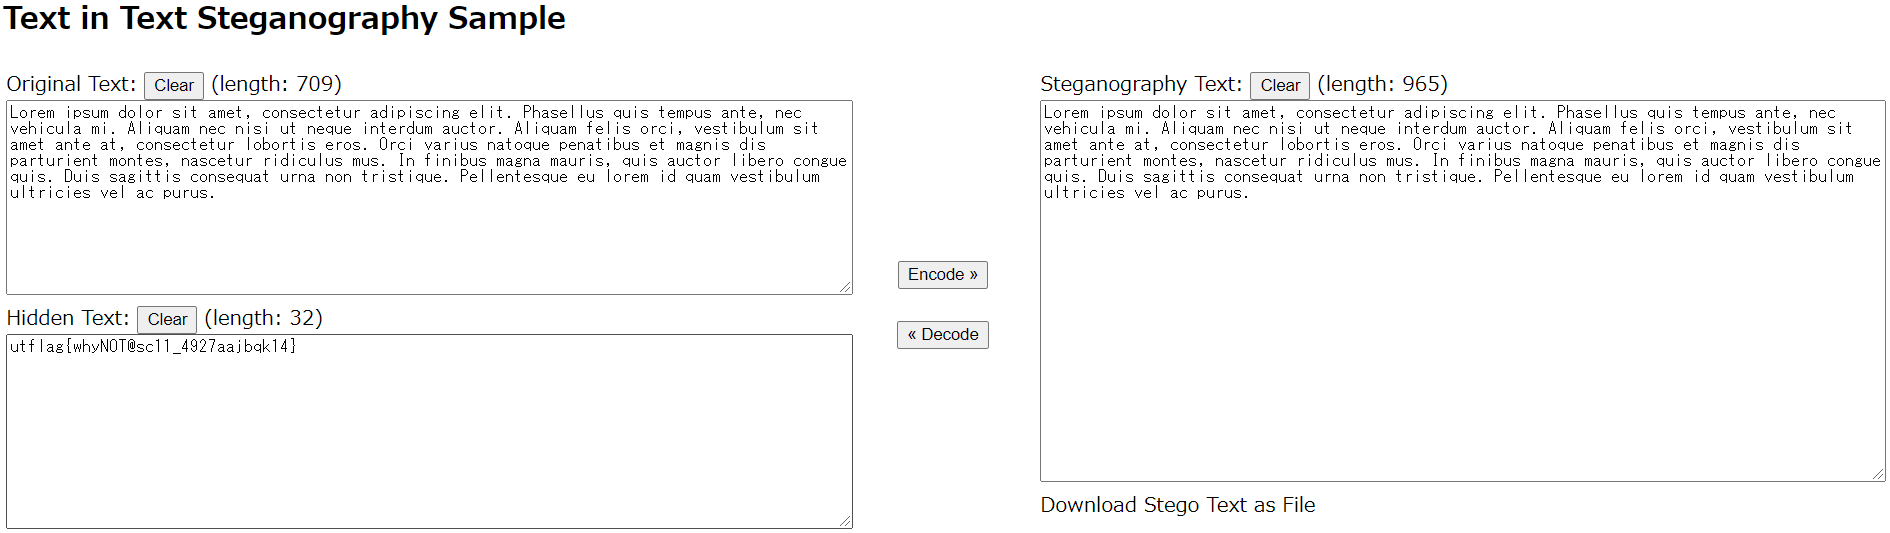 Text in Text Steganography Sample
Original Text: Clear (length: 709)
Lorem ipsum dolor sit amet, consectetur adipiscing elit. Phasellus quis tempus ante, nec
vehicula mi. Aliquam nec nisi ut neque interdum auctor. Aliquam felis orci, vestibulum sit
amet ante at, consectetur lobortis eros. Orci varius natoque penatibus et magnis dis
parturient montes, nascetur ridiculus mus. In finibus magna mauris, quis auctor libero congue
quis. Duis sagittis consequat urna non tristique. Pellentesque eu lorem id quam vestibulum
ultricies vel ac purus.
Hidden Text: Clear (length: 32)
utflag{whyNOT@sc11_4927aajbqk14}
Encode »
« Decode
Steganography Text: Clear (length: 965)
Lorem ipsum dolor sit amet, consectetur adipiscing elit. Phasellus quis tempus ante, nec
vehicula mi. Aliquam nec nisi ut neque interdum auctor. Aliquam felis orci, vestibulum sit
amet ante at, consectetur lobortis eros. Orci varius natoque penatibus et magnis dis
parturient montes, nascetur ridiculus mus. In finibus magna mauris, quis auctor libero congue
quis. Duis sagittis consequat urna non tristique. Pellentesque eu lorem id quam vestibulum
ultricies vel ac purus.
Download Stego Text as File